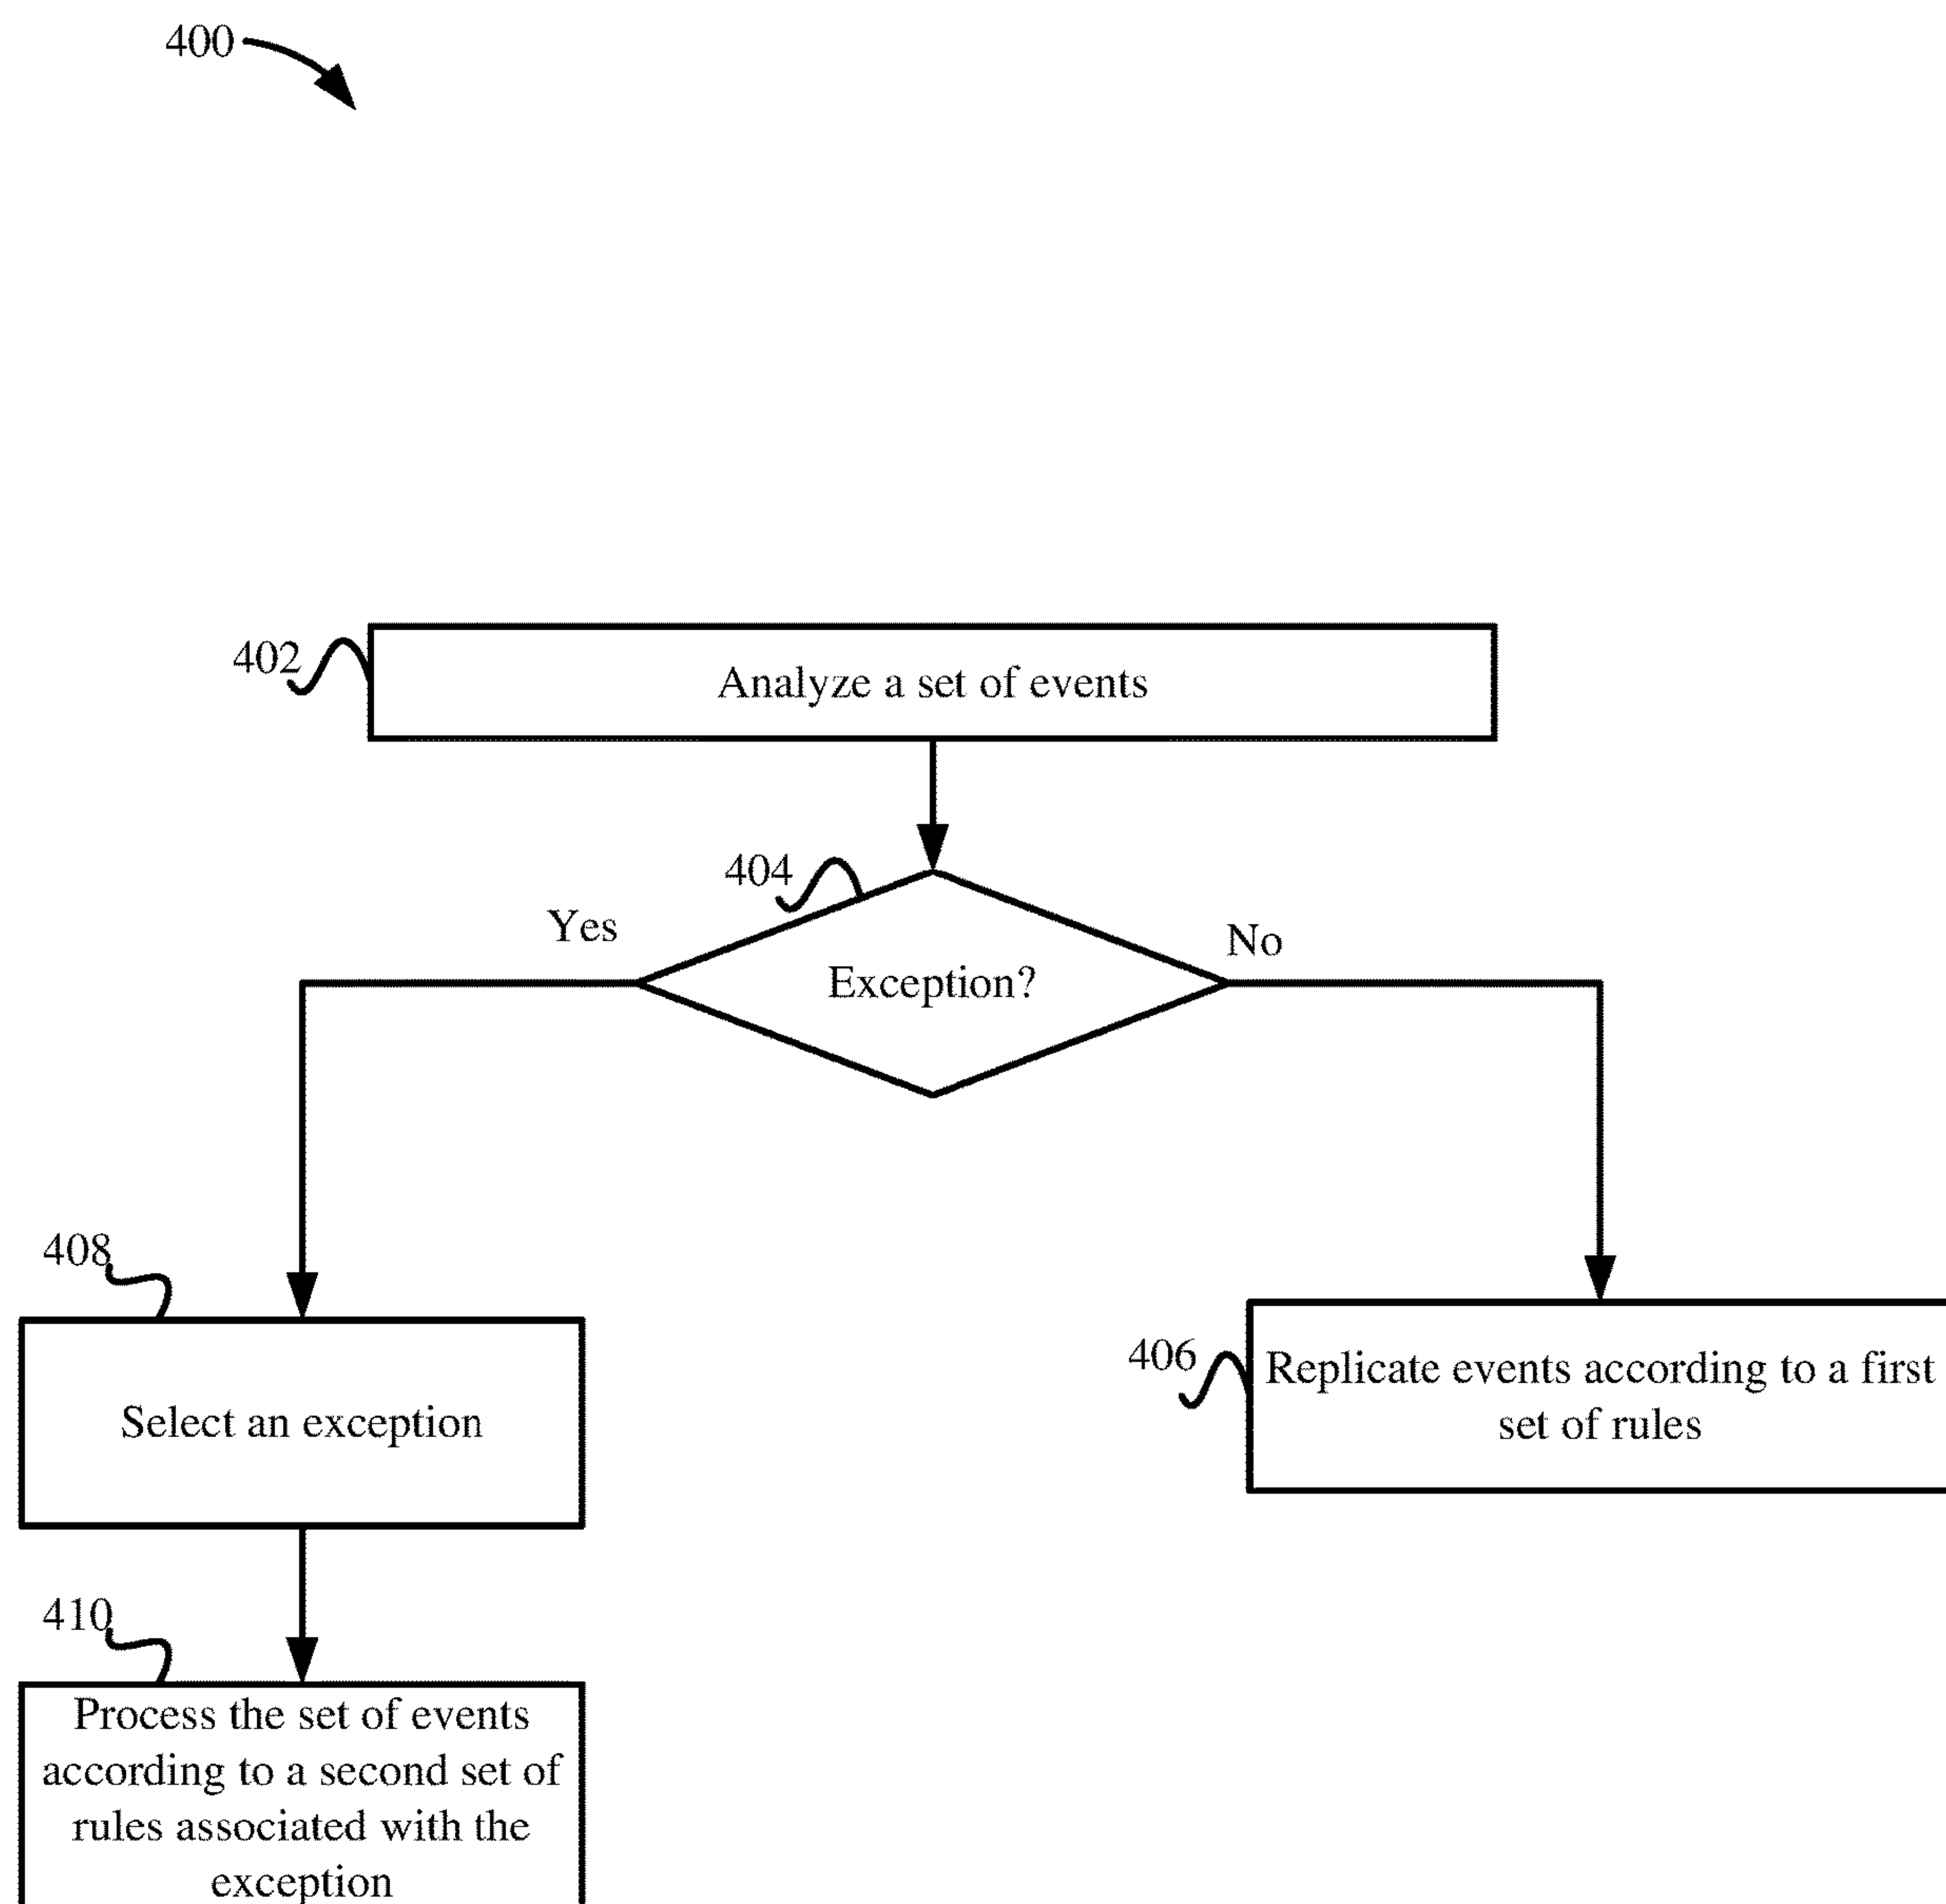 400
402
Analyze a set of events
404
Yes
No
Exception?
408
406
Replicate events according to a first
set of rules
Select an exception
410
Process the set of events
according to a second set of
rules associated with the
exception